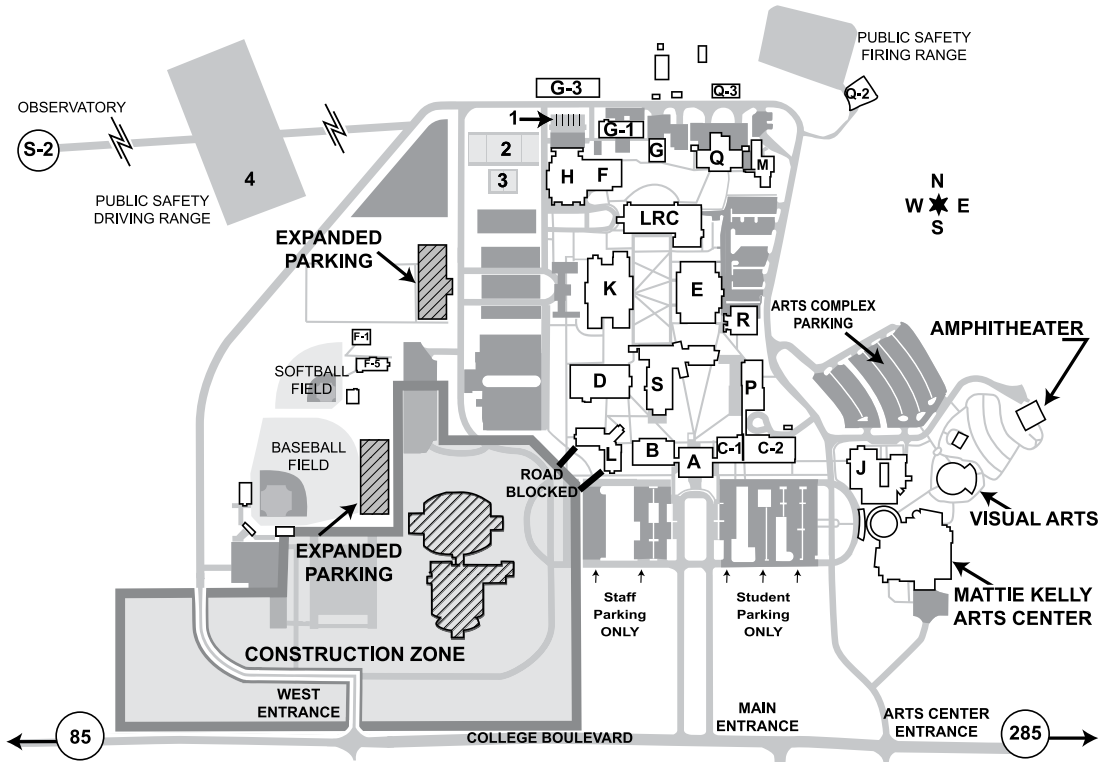 PUBLIC SAFETY
FIRING RANGE
G-3
Q-3
Q-2
OBSERVATORY
S-2
1
G-1
G
Q
M
2
3
4
H
F
PUBLIC SAFETY
DRIVING RANGE
N
W E
S
LRC
EXPANDED
PARKING
K
E
R
ARTS COMPLEX
PARKING
AMPHITHEATER
F-1
F-5
SOFTBALL
FIELD
D
S
P
BASEBALL
FIELD
L
B
A
C-1
C-2
J
ROAD
BLOCKED
VISUAL ARTS
EXPANDED
PARKING
Staff
Parking
ONLY
Student
Parking
ONLY
MATTIE KELLY
ARTS CENTER
CONSTRUCTION ZONE
WEST
ENTRANCE
MAIN
ENTRANCE
ARTS CENTER
ENTRANCE
85
COLLEGE BOULEVARD
285